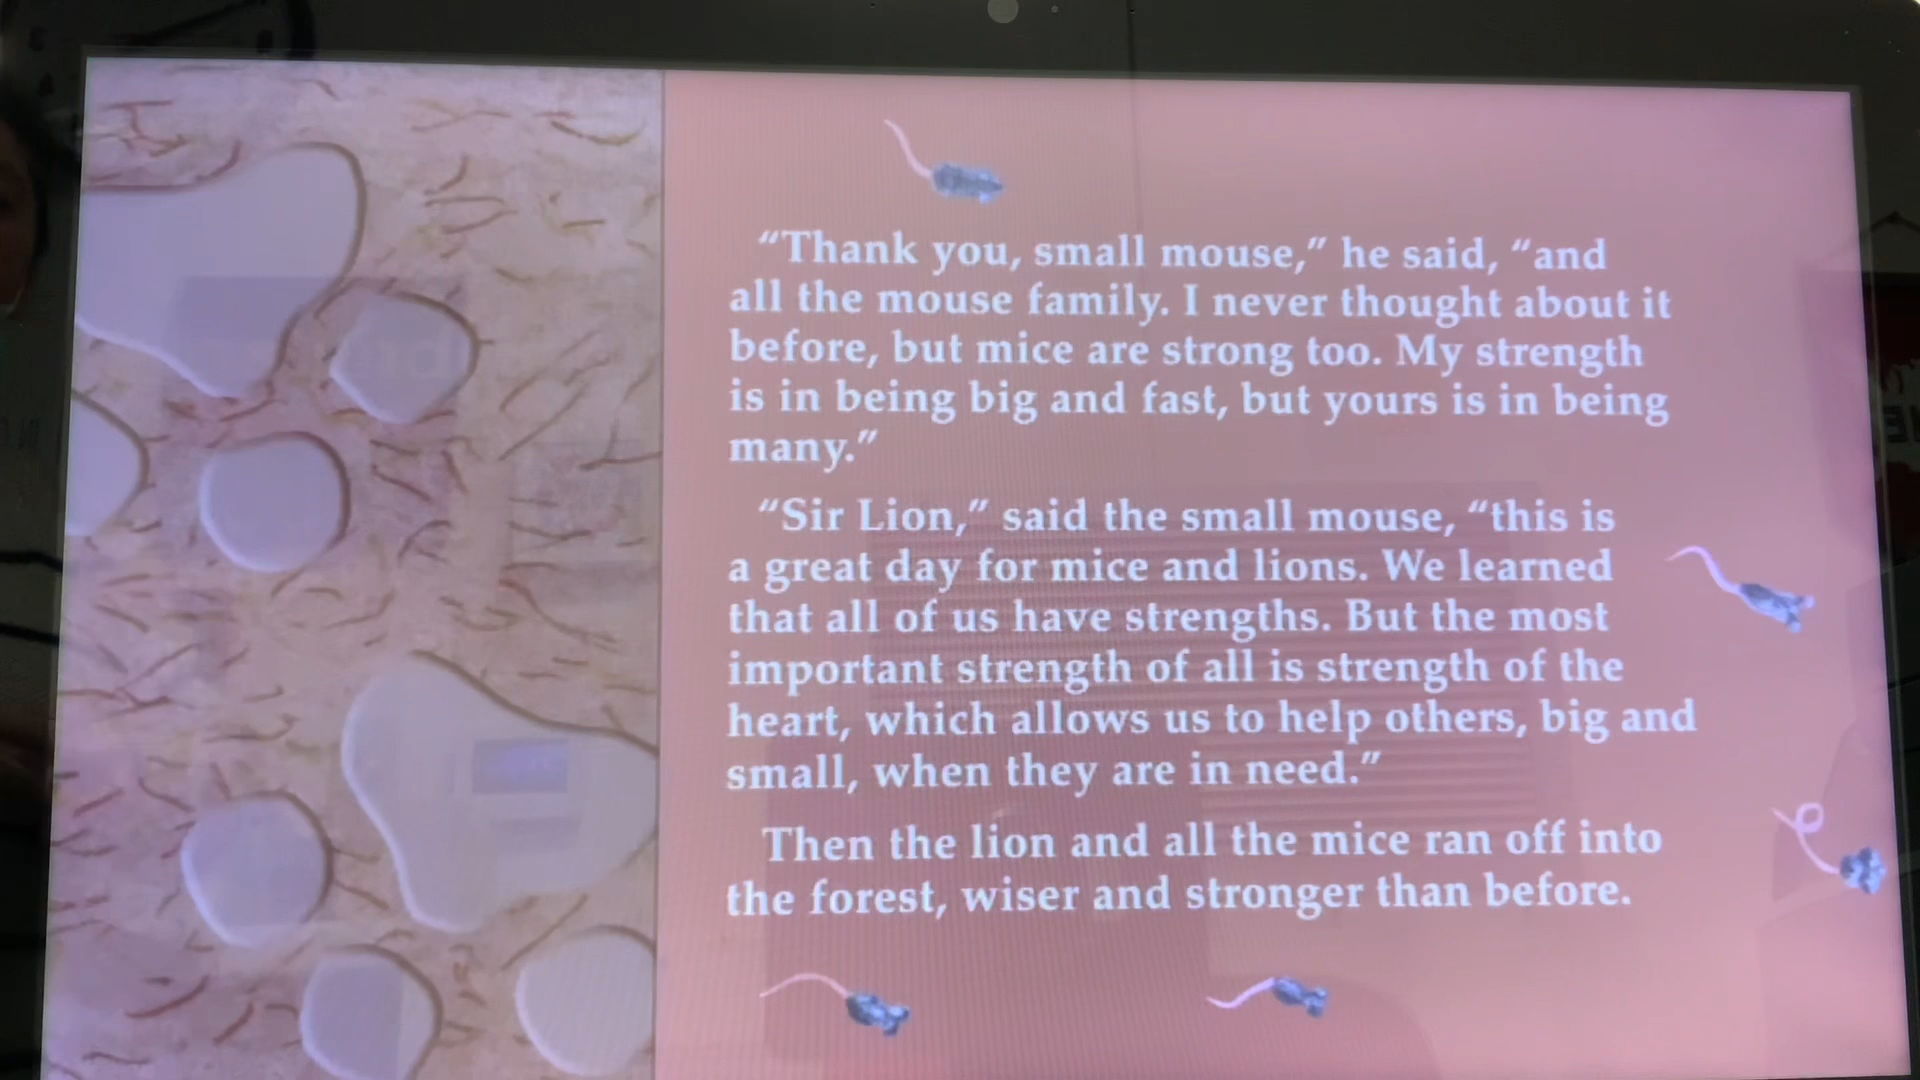 “Thank you, small mouse,” he said, “and
all the mouse family. I never thought about it
before, but mice are strong too. My strength
is in being big and fast, but yours is in being
many.”
“Sir Lion,” said the small mouse, “this is
a great day for mice and lions. We learned
that all of us have strengths. But the most
important strength of all is strength of the
heart, which allows us to help others, big and
small, when they are in need.”
Then the lion and all the mice ran off into
the forest, wiser and stronger than before.